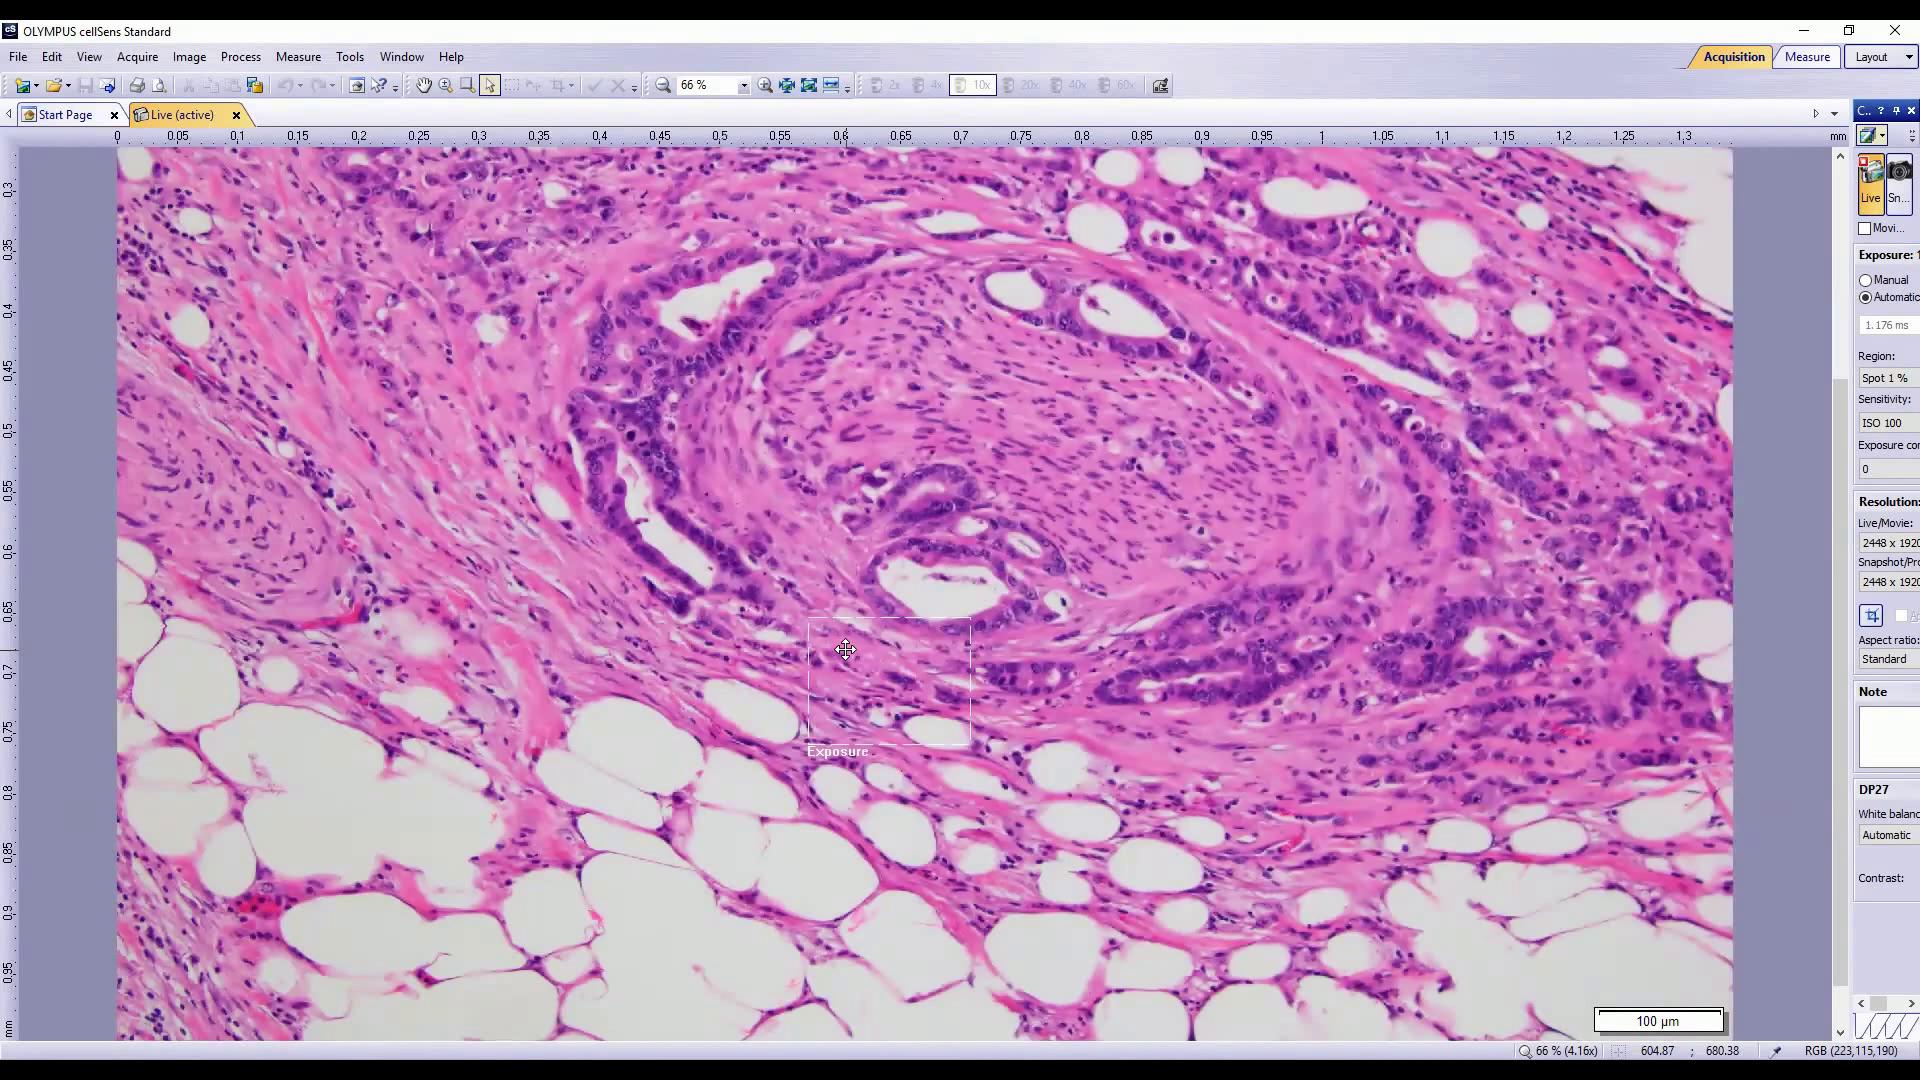 OLYMPUS cellSens Standard
File Edit View Acquire Image Process Measure Tools Window Help
Acquisition Measure Layout
66 % 2x 4x 10x 20x 40x 60x
Start Page Live (active)
C..
0 0.05 0.1 0.15 0.2 0.25 0.3 0.35 0.4 0.45 0.5 0.55 0.6 0.65 0.7 0.75 0.8 0.85 0.9 0.95 1 1.05 1.1 1.15 1.2 1.25 1.3 mm
0.3
0.35
0.4
0.45
0.5
0.55
0.6
0.65
0.7
0.75
0.8
0.85
0.9
0.95
mm
Live Sn...
Movi...
Exposure: 1
Manual
Automatic
1.176 ms
Region:
Spot 1 %
Sensitivity:
ISO 100
Exposure cor
0
Resolution:
Live/Movie:
2448 x 1920
Snapshot/Pro
2448 x 1920
Aspect ratio:
Standard
Note
Exposure
DP27
White balanc
Automatic
Contrast:
100 µm
66 % (4.16x) 604.87 ; 680.38 RGB (223,115,190)